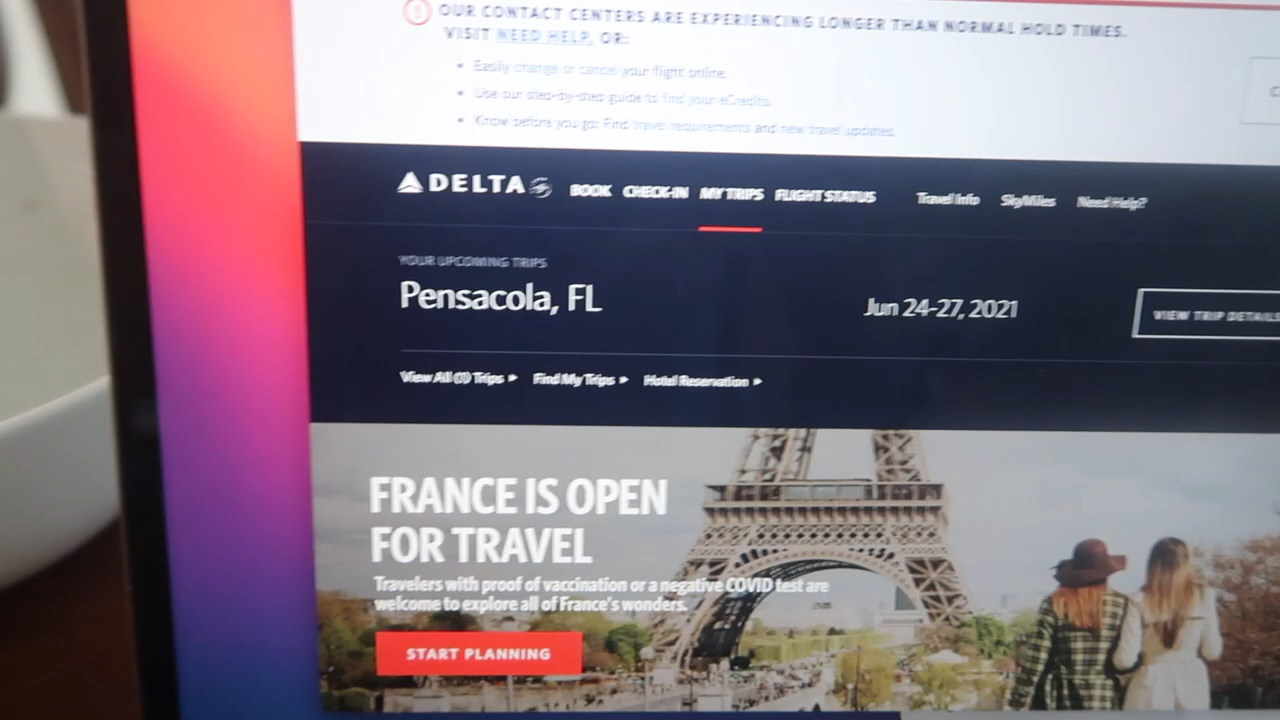 OUR CONTACT CENTERS ARE EXPERIENCING LONGER THAN NORMAL HOLD TIMES.
VISIT NEED HELP, OR:
Easily change or cancel your flight online.
Use our step-by-step guide to find your eCredits.
Know before you go: Find travel requirements and new travel updates.
DELTA BOOK CHECK-IN MY TRIPS FLIGHT STATUS Travel Info SkyMiles Need Help?
YOUR UPCOMING TRIPS
Pensacola, FL Jun 24-27, 2021 VIEW TRIP DETAILS
View All (1) Trips Find My Trips Hotel Reservation
FRANCE IS OPEN
FOR TRAVEL
Travelers with proof of vaccination or a negative COVID test are
welcome to explore all of France's wonders.
START PLANNING